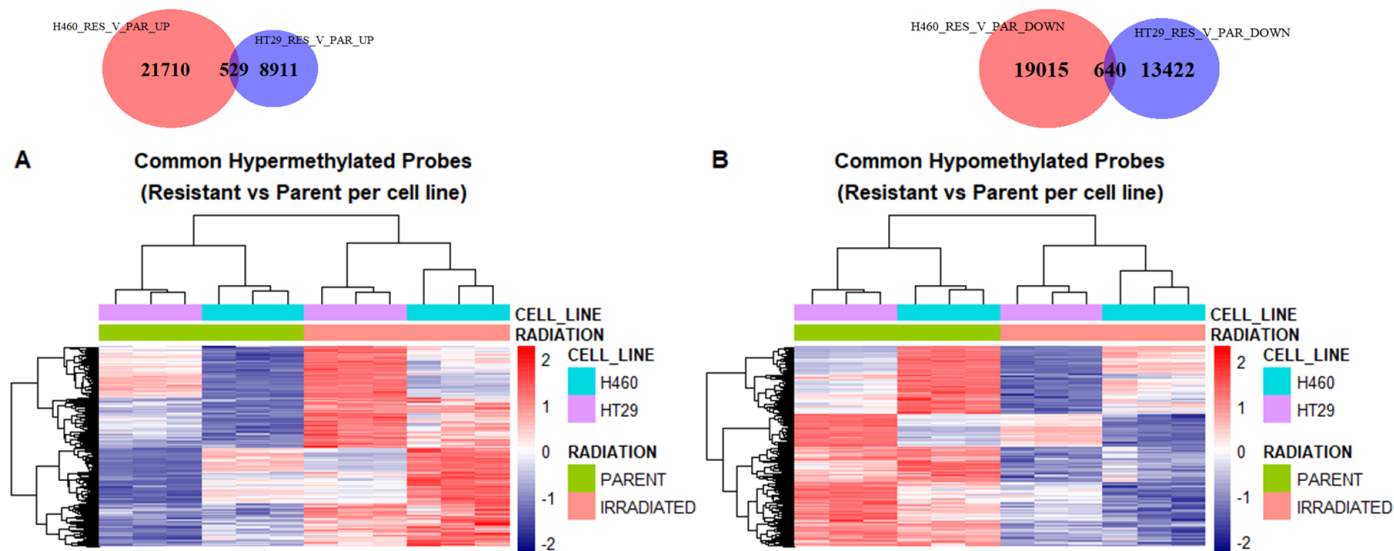 H460_RES_V_PAR_UP
HT29_RES_V_PAR_UP
21710 529 8911
H460_RES_V_PAR_DOWN
HT29_RES_V_PAR_DOWN
19015 640 13422
A
Common Hypermethylated Probes
(Resistant vs Parent per cell line)
CELL_LINE
RADIATION
2
1
0
-1
-2
CELL_LINE
H460
HT29
RADIATION
PARENT
IRRADIATED
B
Common Hypomethylated Probes
(Resistant vs Parent per cell line)
CELL_LINE
RADIATION
2
1
0
-1
-2
CELL_LINE
H460
HT29
RADIATION
PARENT
IRRADIATED